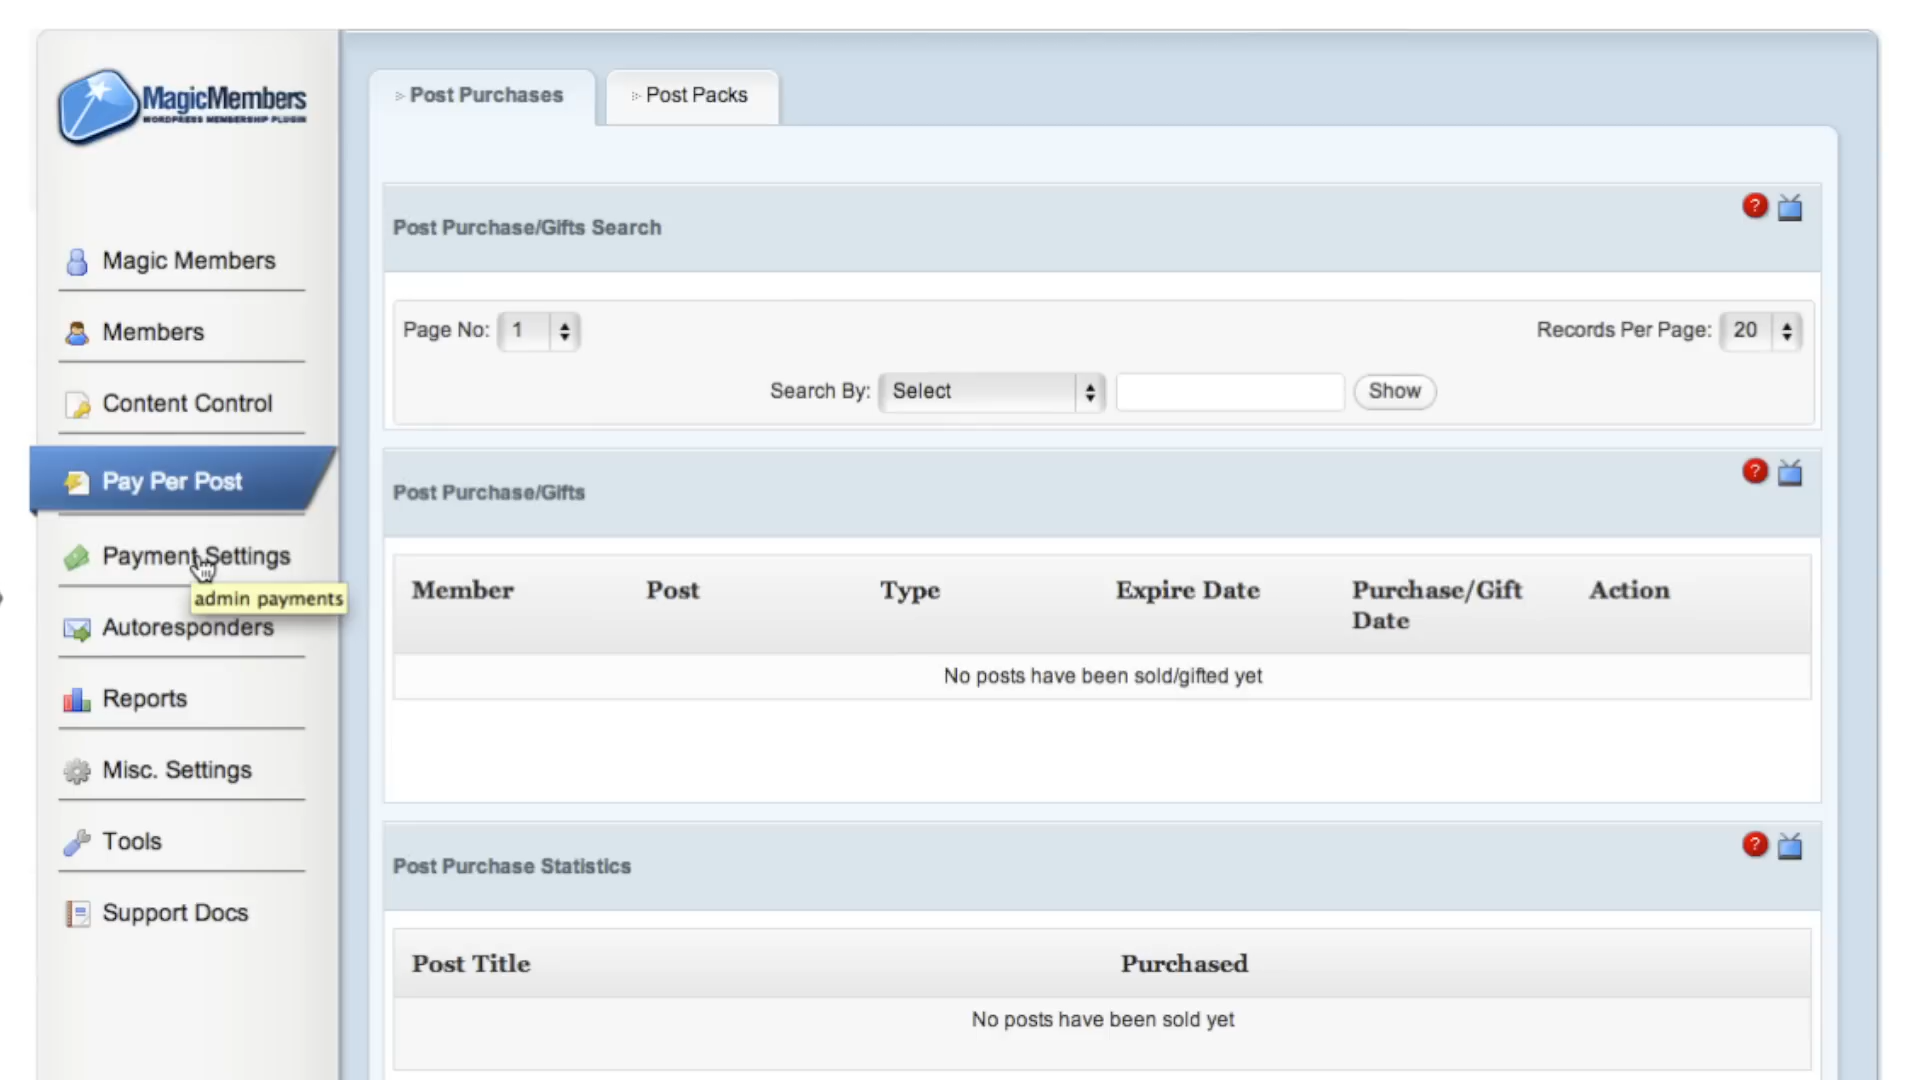 MagicMembers
WORDPRESS MEMBERSHIP PLUGIN
Magic Members
Members
Content Control
Pay Per Post
Payment Settings
admin payments
Autoresponders
Reports
Misc. Settings
Tools
Support Docs
Post Purchases
Post Packs
Post Purchase/Gifts Search
?
Page No: 1
Records Per Page: 20
Search By: Select
Show
Post Purchase/Gifts
?
Member Post Type Expire Date Purchase/Gift Action
Date
No posts have been sold/gifted yet
Post Purchase Statistics
?
Post Title Purchased
No posts have been sold yet